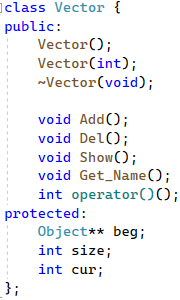 class Vector {
public:
Vector();
Vector(int);
~Vector(void);
void Add();
void Del();
void Show();
void Get_Name();
int operator()();
protected:
Object** beg;
int size;
int cur;
};